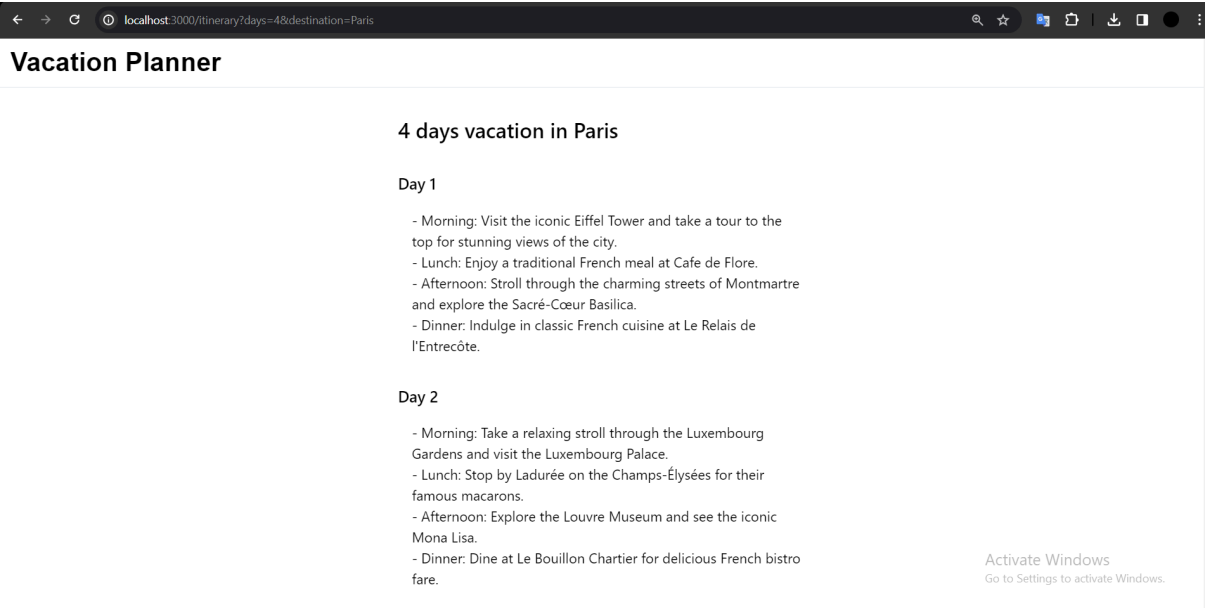 localhost:3000/itinerary?days=4&destination=Paris
Vacation Planner
4 days vacation in Paris
Day 1
- Morning: Visit the iconic Eiffel Tower and take a tour to the
top for stunning views of the city.
- Lunch: Enjoy a traditional French meal at Cafe de Flore.
- Afternoon: Stroll through the charming streets of Montmartre
and explore the Sacré-Cœur Basilica.
- Dinner: Indulge in classic French cuisine at Le Relais de
l'Entrecôte.
Day 2
- Morning: Take a relaxing stroll through the Luxembourg
Gardens and visit the Luxembourg Palace.
- Lunch: Stop by Ladurée on the Champs-Élysées for their
famous macarons.
- Afternoon: Explore the Louvre Museum and see the iconic
Mona Lisa.
- Dinner: Dine at Le Bouillon Chartier for delicious French bistro
fare.
Activate Windows
Go to Settings to activate Windows.